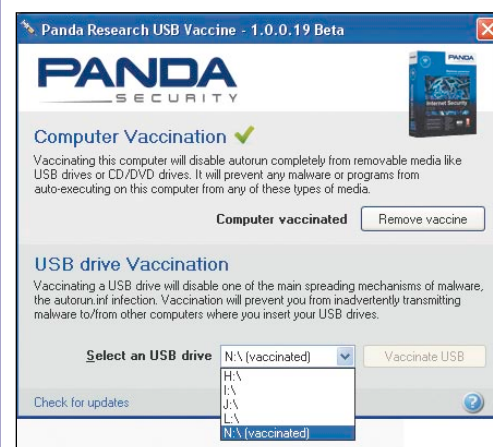 Panda Research USB Vaccine - 1.0.0.19 Beta
PANDA
SECURITY
PANDA
Internet Security
Computer Vaccination
Vaccinating this computer will disable autorun completely from removable media like
USB drives or CD/DVD drives. It will prevent any malware or programs from
auto-executing on this computer from any of these types of media.
Computer vaccinated
Remove vaccine
USB drive Vaccination
Vaccinating a USB drive will disable one of the main spreading mechanisms of malware,
the autorun.inf infection. Vaccination will prevent you from inadvertently transmitting
malware to/from other computers where you insert your USB drives.
Select an USB drive
N:\ (vaccinated)
Vaccinate USB
H:\
I:\
J:\
L:\
N:\ (vaccinated)
Check for updates